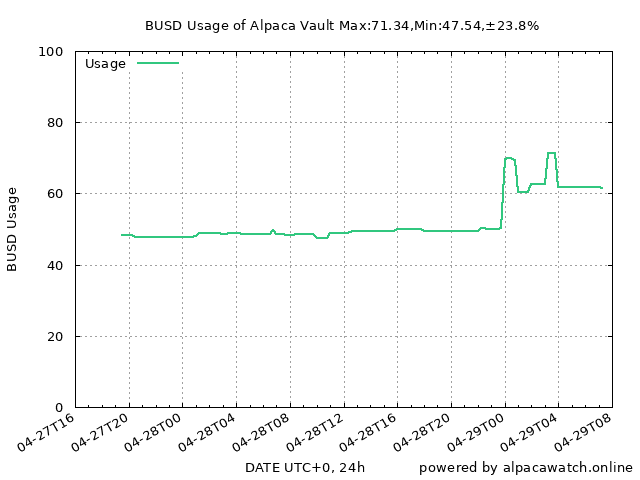 BUSD Usage of Alpaca Vault Max:71.34,Min:47.54,±23.8%
Usage
100
80
60
40
20
0
BUSD Usage
04-27T16
04-27T20
04-28T00
04-28T04
04-28T08
04-28T12
04-28T16
04-28T20
04-29T00
04-29T04
04-29T08
DATE UTC+0, 24h
powered by alpacawatch.online